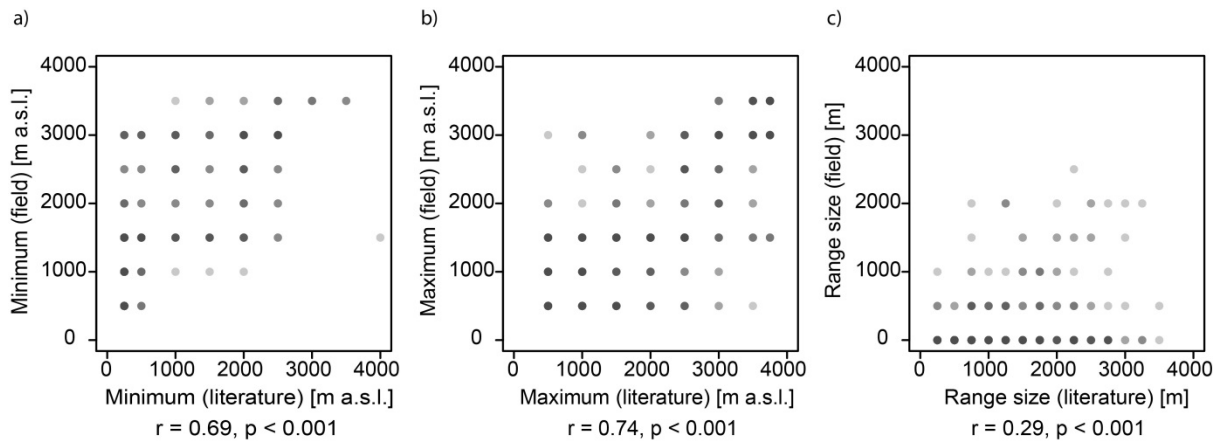 a)
4000
3000
2000
1000
0
Minimum (field) [m a.s.l.]
0 1000 2000 3000 4000
Minimum (literature) [m a.s.l.]
r = 0.69, p < 0.001
b)
4000
3000
2000
1000
0
Maximum (field) [m a.s.l.]
0 1000 2000 3000 4000
Maximum (literature) [m a.s.l.]
r = 0.74, p < 0.001
c)
4000
3000
2000
1000
0
Range size (field) [m]
0 1000 2000 3000 4000
Range size (literature) [m]
r = 0.29, p < 0.001